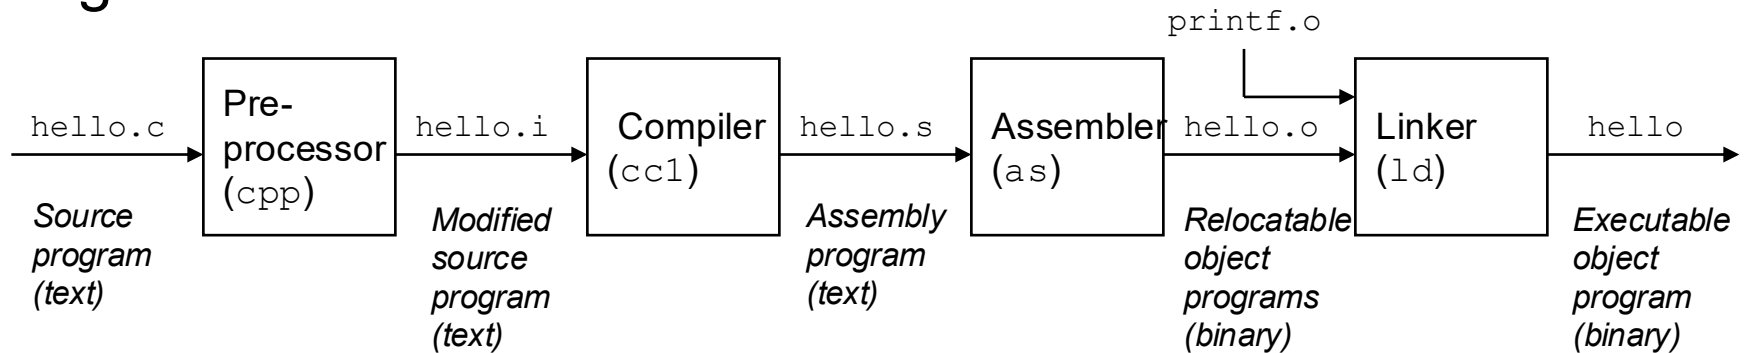 printf.o
hello.c
Pre-
processor
(cpp)
hello.i
Compiler
(cc1)
hello.s
Assembler
(as)
hello.o
Linker
(ld)
hello
Source
program
(text)
Modified
source
program
(text)
Assembly
program
(text)
Relocatable
object
programs
(binary)
Executable
object
program
(binary)